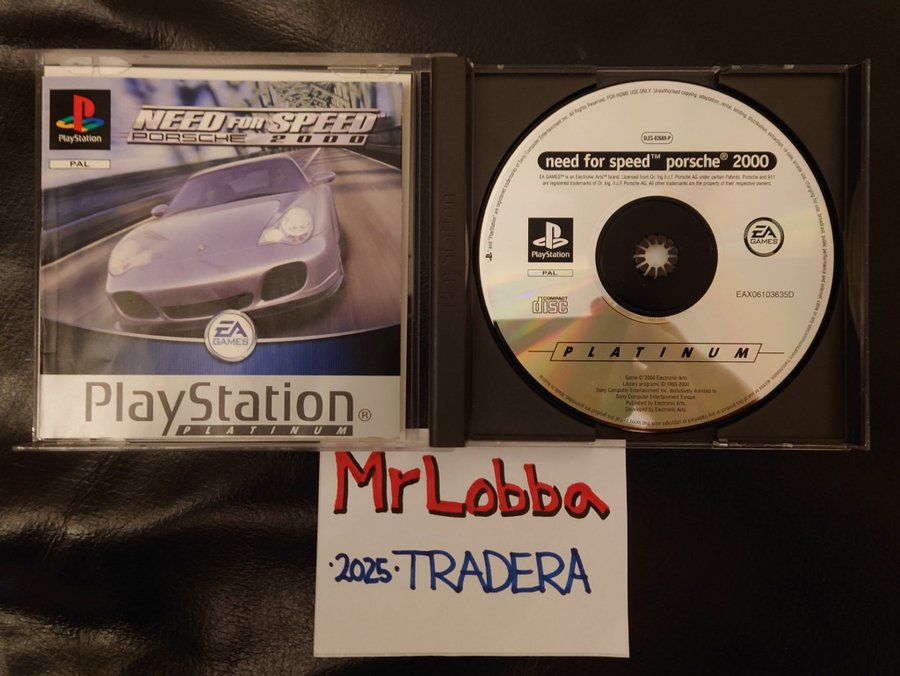 PlayStation
PAL
NEED FOR SPEED™
PORSCHE 2000
EA
GAMES™
PlayStation®
PLATINUM
SLES-02689-P
need for speed™ porsche® 2000
EA GAMES™ is an Electronic Arts™ brand. Licensed from Dr. Ing. h.c.F. Porsche AG under certain Patents. Porsche and 911
are registered trademarks of Dr. Ing. h.c.F. Porsche AG. All other trademarks are the property of their respective owners.
PlayStation
PAL
EA
GAMES™
COMPACT
disc
EAX06103635D
PLATINUM
Game © 2000 Electronic Arts
Library programs © 1993-2000
Sony Computer Entertainment Inc. exclusively licensed to
Sony Computer Entertainment Europe.
Published by Electronic Arts
Developed by Electronic Arts
MrLobba
·2025· TRADERA